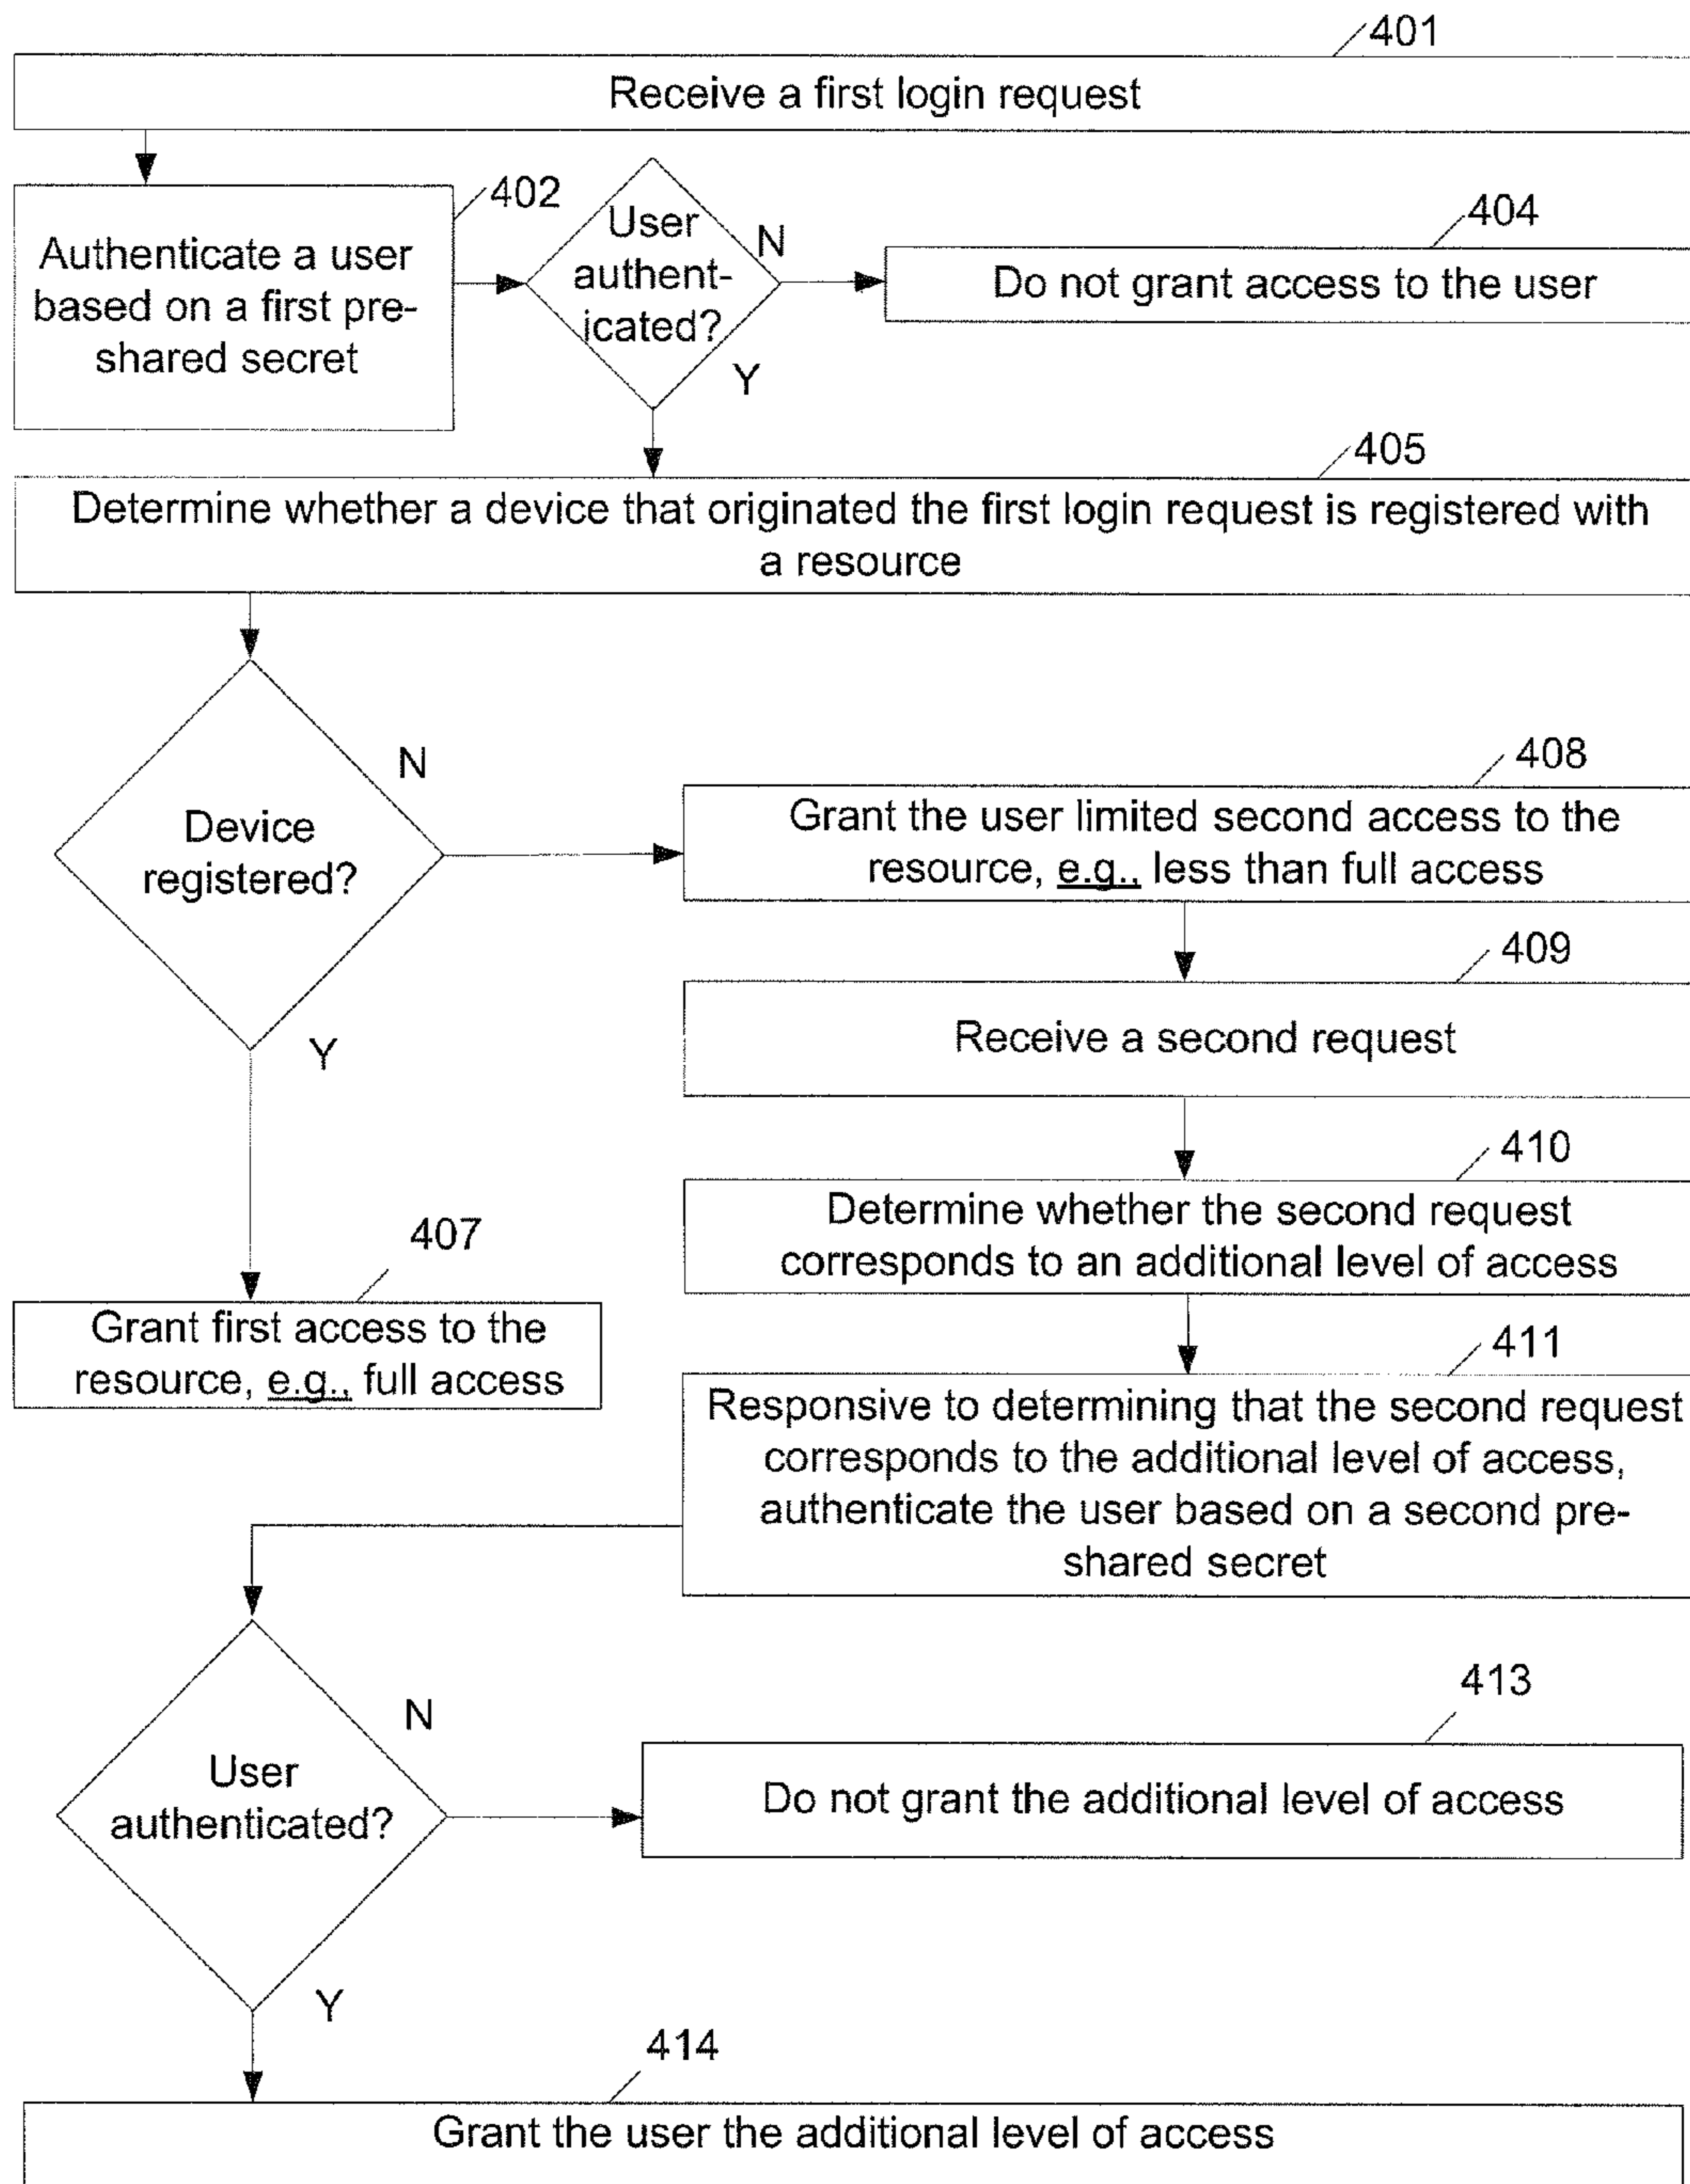 401
Receive a first login request
402
Authenticate a user
based on a first pre-
shared secret
User
authent-
icated?
N
Y
404
Do not grant access to the user
405
Determine whether a device that originated the first login request is registered with
a resource
Device
registered?
N
Y
408
Grant the user limited second access to the
resource, e.g., less than full access
409
Receive a second request
410
Determine whether the second request
corresponds to an additional level of access
407
Grant first access to the
resource, e.g., full access
411
Responsive to determining that the second request
corresponds to the additional level of access,
authenticate the user based on a second pre-
shared secret
User
authenticated?
N
Y
413
Do not grant the additional level of access
414
Grant the user the additional level of access